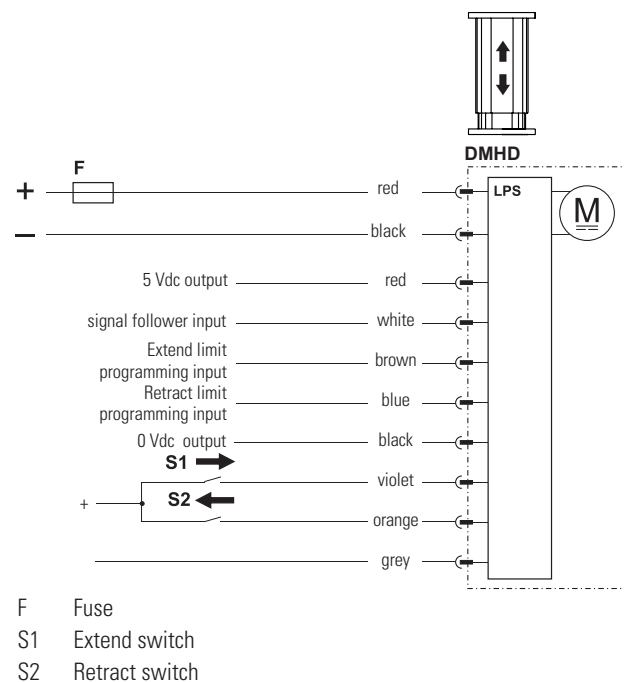 DMHD
F
+ red LPS
M
– black
5 Vdc output red
signal follower input white
Extend limit
programming input brown
Retract limit
programming input blue
0 Vdc output black
S1
violet
S2
+
orange
grey
F Fuse
S1 Extend switch
S2 Retract switch